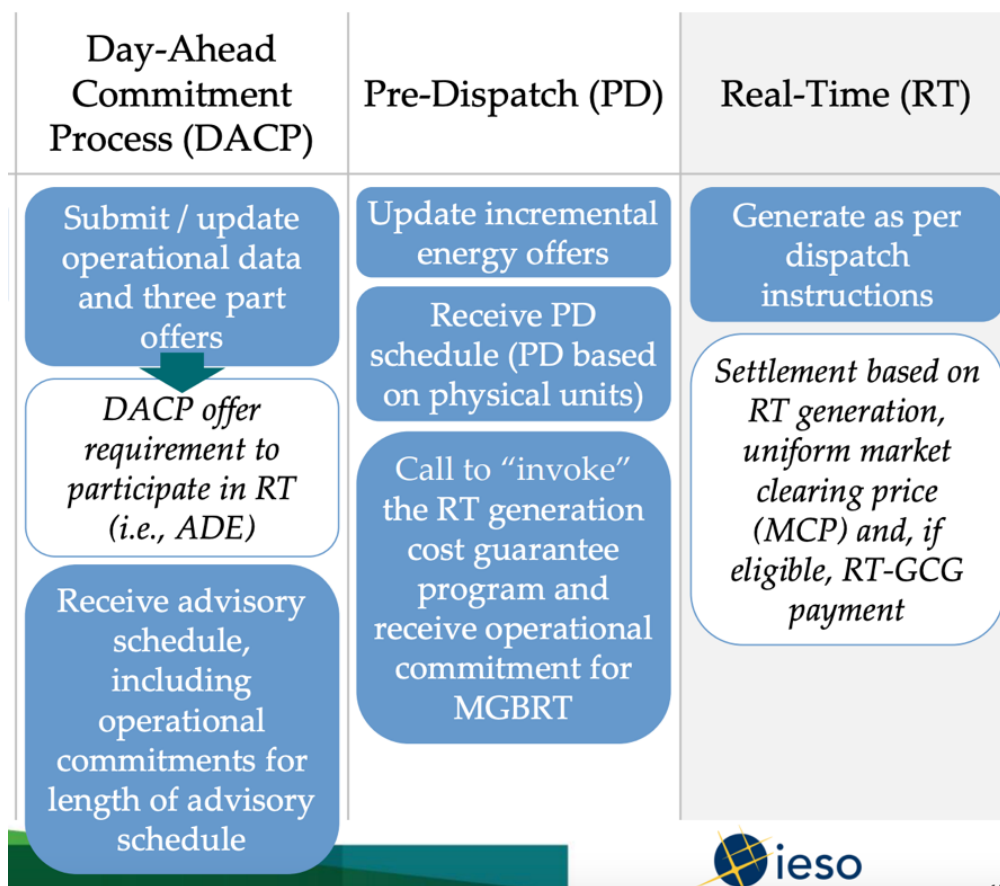 Day-Ahead
Commitment
Process (DACP)
Submit / update
operational data
and three part
offers
DACP offer
requirement to
participate in RT
(i.e., ADE)
Receive advisory
schedule,
including
operational
commitments for
length of advisory
schedule
Pre-Dispatch (PD)
Update incremental
energy offers
Receive PD
schedule (PD based
on physical units)
Call to “invoke”
the RT generation
cost guarantee
program and
receive operational
commitment for
MGBRT
Real-Time (RT)
Generate as per
dispatch
instructions
Settlement based on
RT generation,
uniform market
clearing price
(MCP) and, if
eligible, RT-GCG
payment
ieso